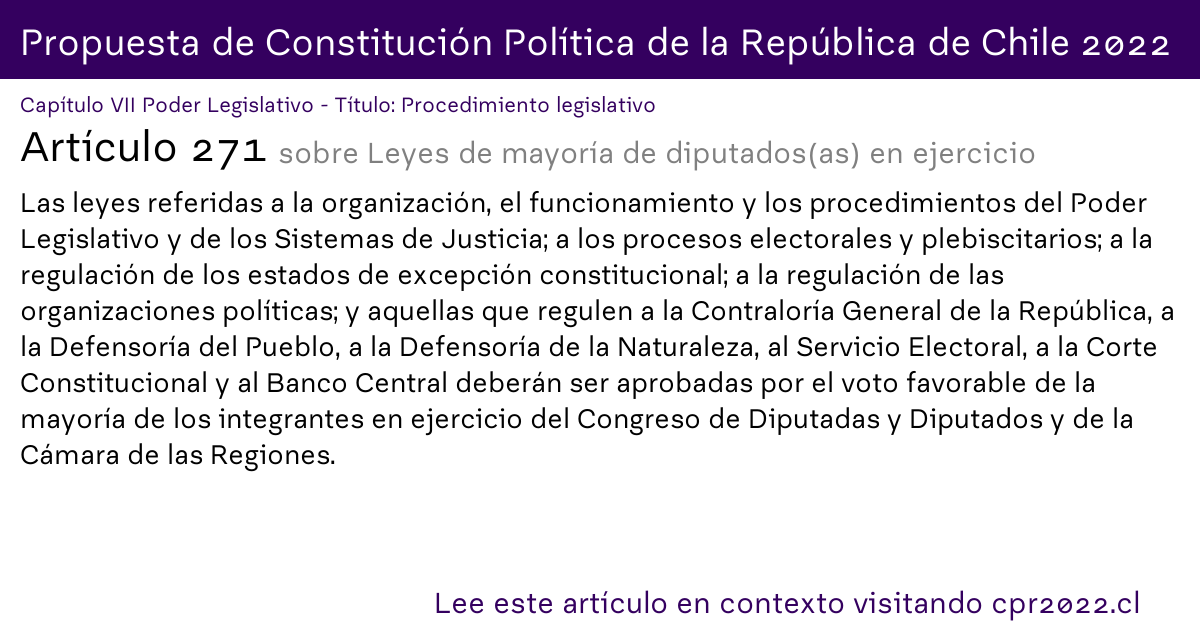 Propuesta de Constitución Política de la República de Chile 2022
Capítulo VII Poder Legislativo - Título: Procedimiento legislativo
Artículo 271 sobre Leyes de mayoría de diputados(as) en ejercicio
Las leyes referidas a la organización, el funcionamiento y los procedimientos del Poder
Legislativo y de los Sistemas de Justicia; a los procesos electorales y plebiscitarios; a la
regulación de los estados de excepción constitucional; a la regulación de las
organizaciones políticas; y aquellas que regulen a la Contraloría General de la República, a
la Defensoría del Pueblo, a la Defensoría de la Naturaleza, al Servicio Electoral, a la Corte
Constitucional y al Banco Central deberán ser aprobadas por el voto favorable de la
mayoría de los integrantes en ejercicio del Congreso de Diputadas y Diputados y de la
Cámara de las Regiones.
Lee este artículo en contexto visitando cpr2022.cl